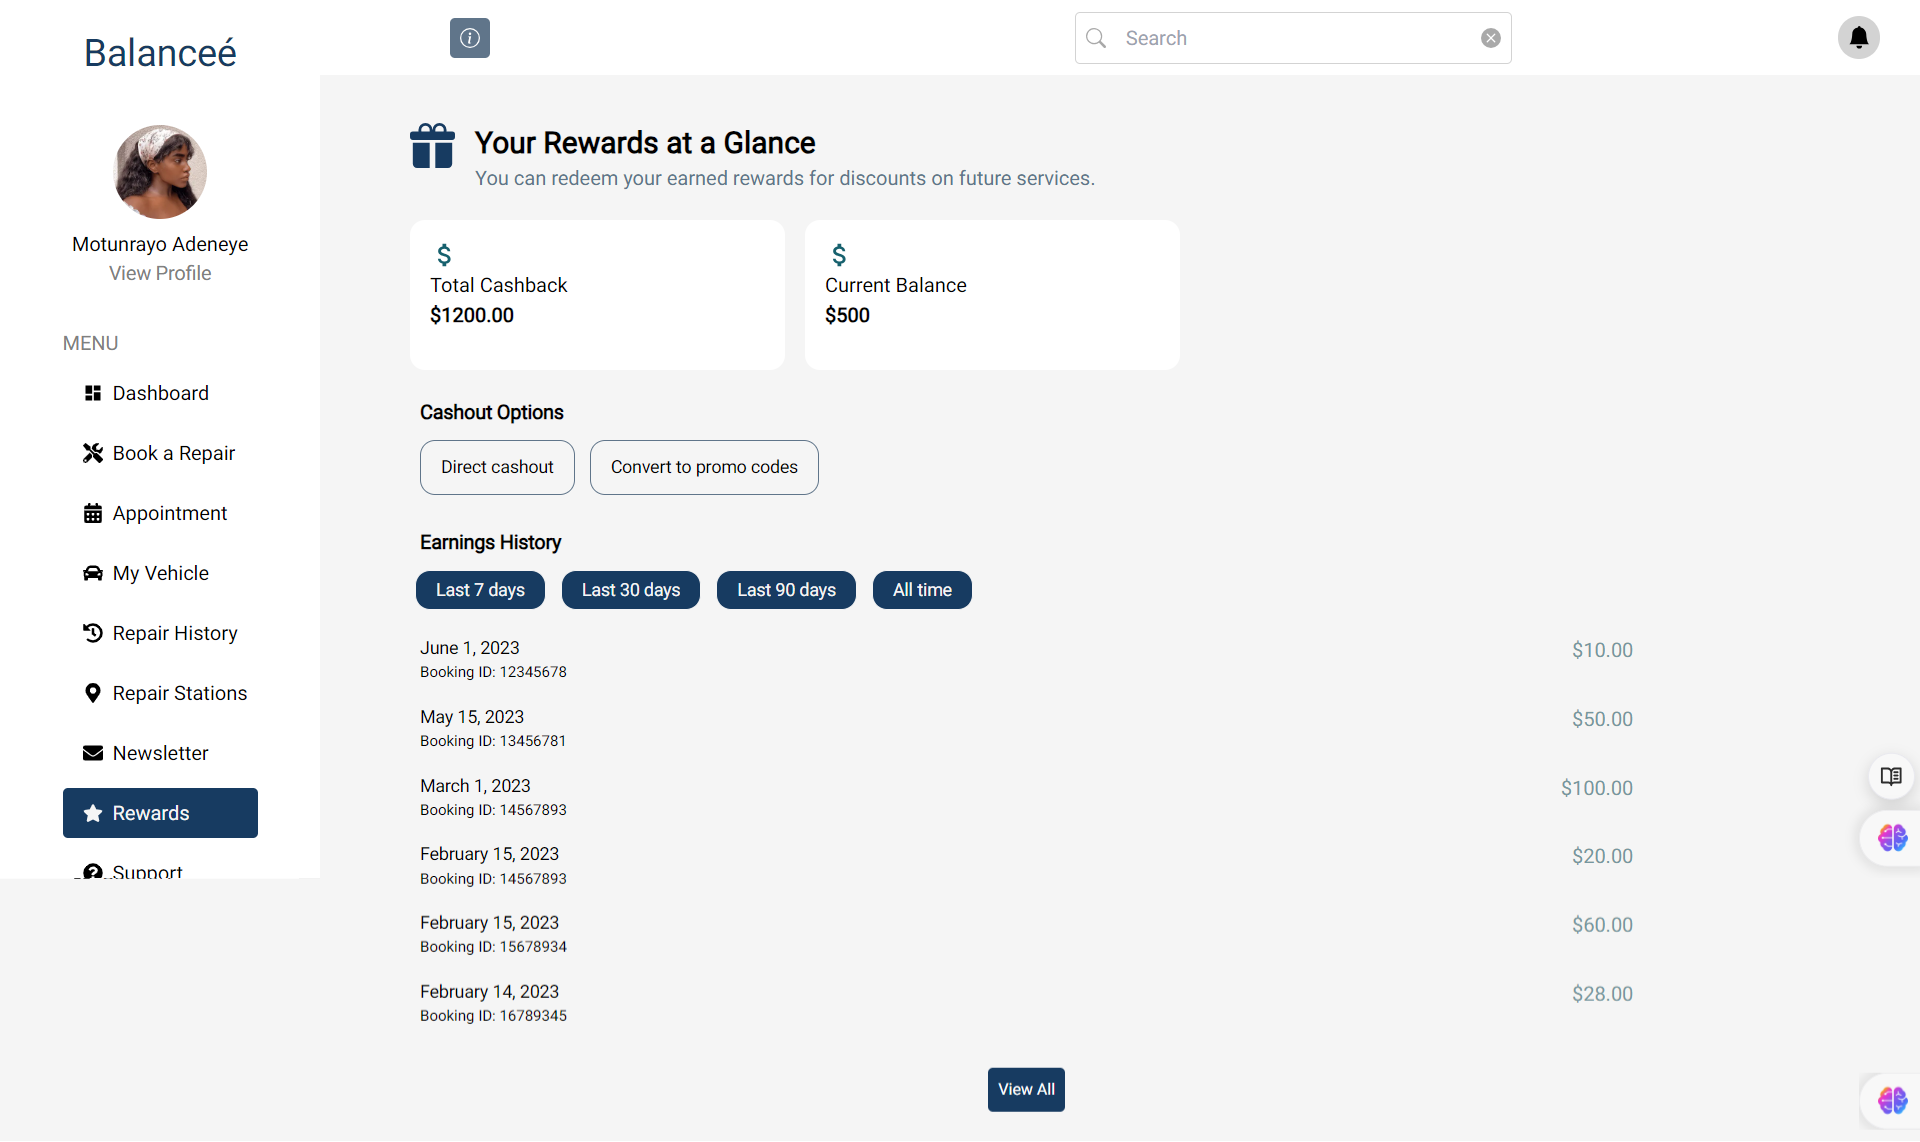 Balanceé
Search
Motunrayo Adeneye
View Profile
MENU
Dashboard
Book a Repair
Appointment
My Vehicle
Repair History
Repair Stations
Newsletter
Rewards
Support
Your Rewards at a Glance
You can redeem your earned rewards for discounts on future services.
$
Total Cashback
$1200.00
$
Current Balance
$500
Cashout Options
Direct cashout
Convert to promo codes
Earnings History
Last 7 days
Last 30 days
Last 90 days
All time
June 1, 2023
Booking ID: 12345678
$10.00
May 15, 2023
Booking ID: 13456781
$50.00
March 1, 2023
Booking ID: 14567893
$100.00
February 15, 2023
Booking ID: 14567893
$20.00
February 15, 2023
Booking ID: 15678934
$60.00
February 14, 2023
Booking ID: 16789345
$28.00
View All